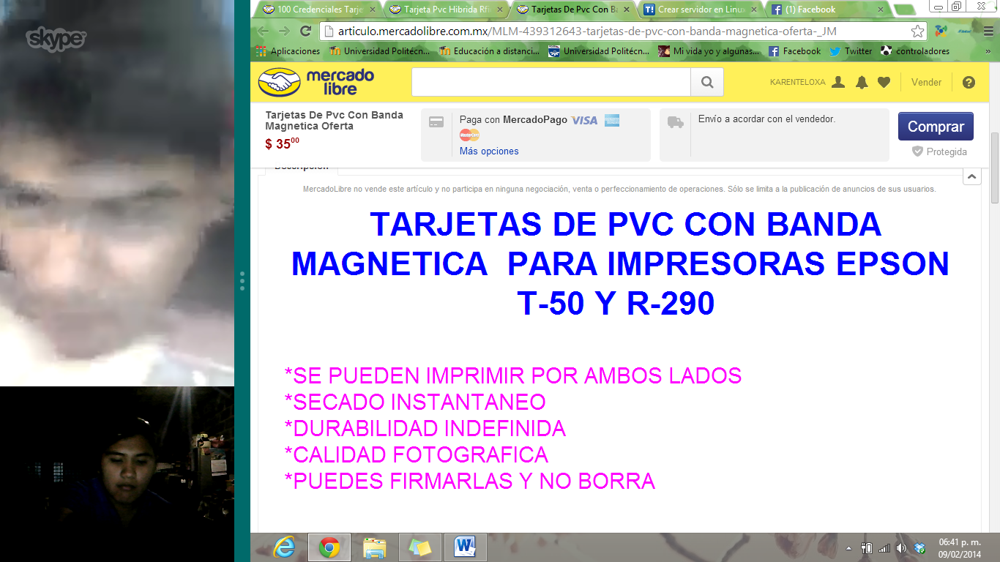 skype
100 Credenciales Tarje
Tarjeta Pvc Hibrida Rfi
Tarjetas De Pvc Con Ba
Crear servidor en Linux
(1) Facebook
articulo.mercadolibre.com.mx/MLM-439312643-tarjetas-de-pvc-con-banda-magnetica-oferta-_JM
Aplicaciones
Universidad Politécn...
Educación a distanci...
Universidad Politécn...
Mi vida yo y algunas...
Facebook
Twitter
controladores
»
mercado
libre
KARENTELOXA
Vender
Tarjetas De Pvc Con Banda
Magnetica Oferta
$ 35⁰⁰
Paga con MercadoPago VISA
MasterCard
Más opciones
Envío a acordar con el vendedor.
Comprar
Protegida
Descripción
MercadoLibre no vende este artículo y no participa en ninguna negociación, venta o perfeccionamiento de operaciones. Sólo se limita a la publicación de anuncios de sus usuarios.
TARJETAS DE PVC CON BANDA
MAGNETICA PARA IMPRESORAS EPSON
T-50 Y R-290
*SE PUEDEN IMPRIMIR POR AMBOS LADOS
*SECADO INSTANTANEO
*DURABILIDAD INDEFINIDA
*CALIDAD FOTOGRAFICA
*PUEDES FIRMARLAS Y NO BORRA
06:41 p. m.
09/02/2014